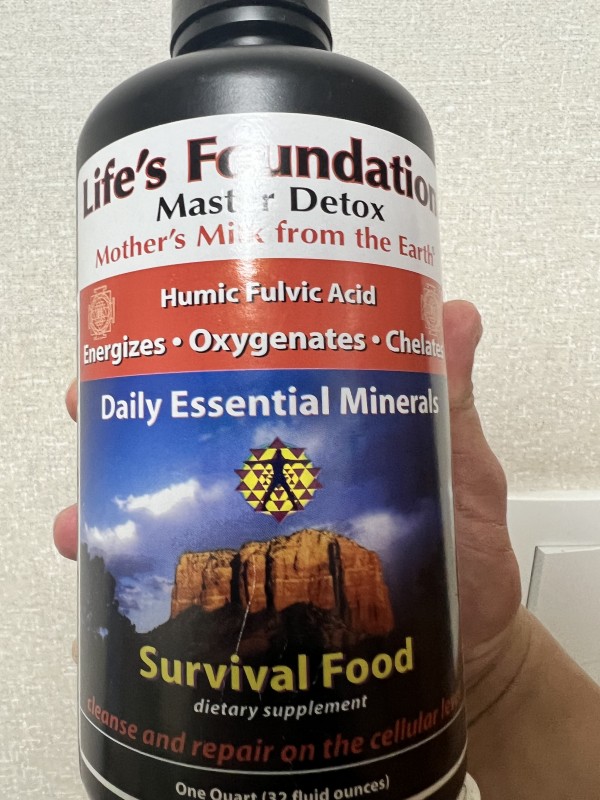 Life's Foundation
Master Detox
Mother's Milk from the Earth®
Humic Fulvic Acid
Energizes • Oxygenates • Chelates
Daily Essential Minerals
Survival Food
dietary supplement
cleanse and repair on the cellular level
One Quart (32 fluid ounces)